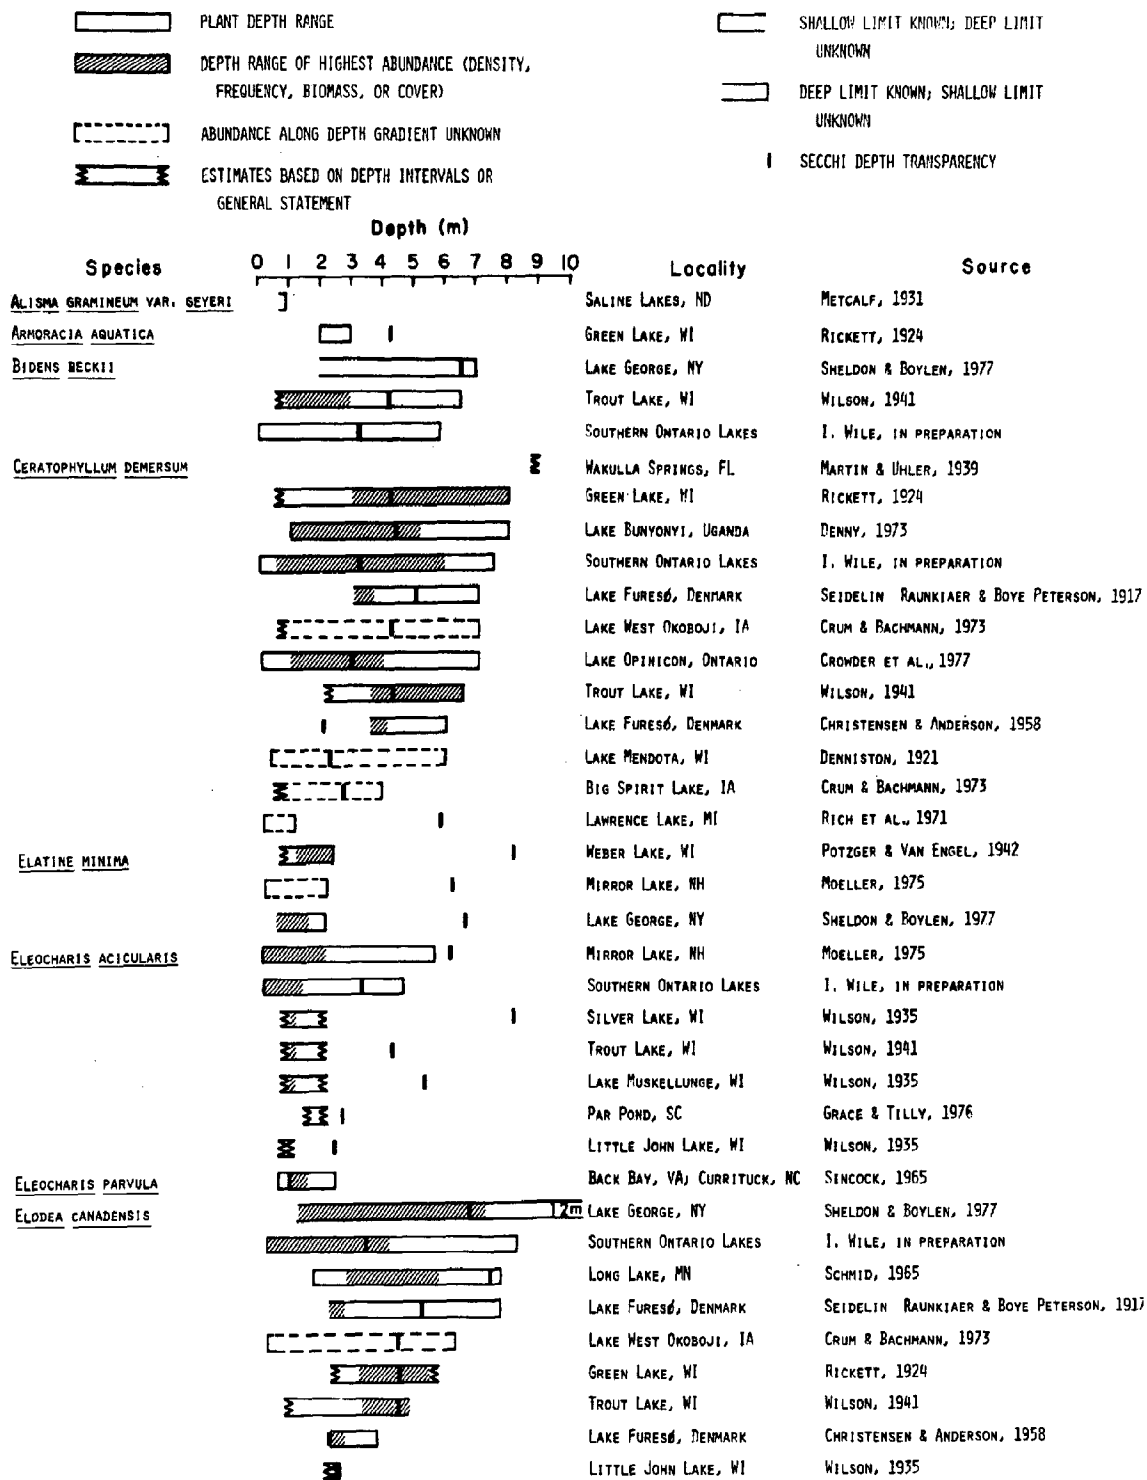 PLANT DEPTH RANGE
DEPTH RANGE OF HIGHEST ABUNDANCE (DENSITY,
FREQUENCY, BIOMASS, OR COVER)
ABUNDANCE ALONG DEPTH GRADIENT UNKNOWN
ESTIMATES BASED ON DEPTH INTERVALS OR
GENERAL STATEMENT
SHALLOW LIMIT KNOWN; DEEP LIMIT
UNKNOWN
DEEP LIMIT KNOWN; SHALLOW LIMIT
UNKNOWN
SECCHI DEPTH TRANSPARENCY
Depth (m)
Species 0 1 2 3 4 5 6 7 8 9 10 Locality Source
ALISMA GRAMINEUM VAR. GEYERI SALINE LAKES, ND METCALF, 1931
ARMORACIA AQUATICA GREEN LAKE, WI RICKETT, 1924
BIDENS BECKII LAKE GEORGE, NY SHELDON & BOYLEN, 1977
TROUT LAKE, WI WILSON, 1941
SOUTHERN ONTARIO LAKES I. WILE, IN PREPARATION
CERATOPHYLLUM DEMERSUM WAKULLA SPRINGS, FL MARTIN & UHLER, 1939
GREEN LAKE, WI RICKETT, 1924
LAKE BUNYONYI, UGANDA DENNY, 1973
SOUTHERN ONTARIO LAKES I. WILE, IN PREPARATION
LAKE FURESØ, DENMARK SEIDELIN RAUNKIAER & BOYE PETERSON, 1917
LAKE WEST OKOBOJI, IA CRUM & BACHMANN, 1973
LAKE OPINICON, ONTARIO CROWDER ET AL., 1977
TROUT LAKE, WI WILSON, 1941
LAKE FURESØ, DENMARK CHRISTENSEN & ANDERSON, 1958
LAKE MENDOTA, WI DENNISTON, 1921
BIG SPIRIT LAKE, IA CRUM & BACHMANN, 1973
LAWRENCE LAKE, MI RICH ET AL., 1971
ELATINE MINIMA WEBER LAKE, WI POTZGER & VAN ENGEL, 1942
MIRROR LAKE, NH MOELLER, 1975
LAKE GEORGE, NY SHELDON & BOYLEN, 1977
ELEOCHARIS ACICULARIS MIRROR LAKE, NH MOELLER, 1975
SOUTHERN ONTARIO LAKES I. WILE, IN PREPARATION
SILVER LAKE, WI WILSON, 1935
TROUT LAKE, WI WILSON, 1941
LAKE MUSKELLUNGE, WI WILSON, 1935
PAR POND, SC GRACE & TILLY, 1976
LITTLE JOHN LAKE, WI WILSON, 1935
ELEOCHARIS PARVULA BACK BAY, VA; CURRITUCK, NC SINCOCK, 1965
ELODEA CANADENSIS 12m LAKE GEORGE, NY SHELDON & BOYLEN, 1977
SOUTHERN ONTARIO LAKES I. WILE, IN PREPARATION
LONG LAKE, MN SCHMID, 1965
LAKE FURESØ, DENMARK SEIDELIN RAUNKIAER & BOYE PETERSON, 1917
LAKE WEST OKOBOJI, IA CRUM & BACHMANN, 1973
GREEN LAKE, WI RICKETT, 1924
TROUT LAKE, WI WILSON, 1941
LAKE FURESØ, DENMARK CHRISTENSEN & ANDERSON, 1958
LITTLE JOHN LAKE, WI WILSON, 1935